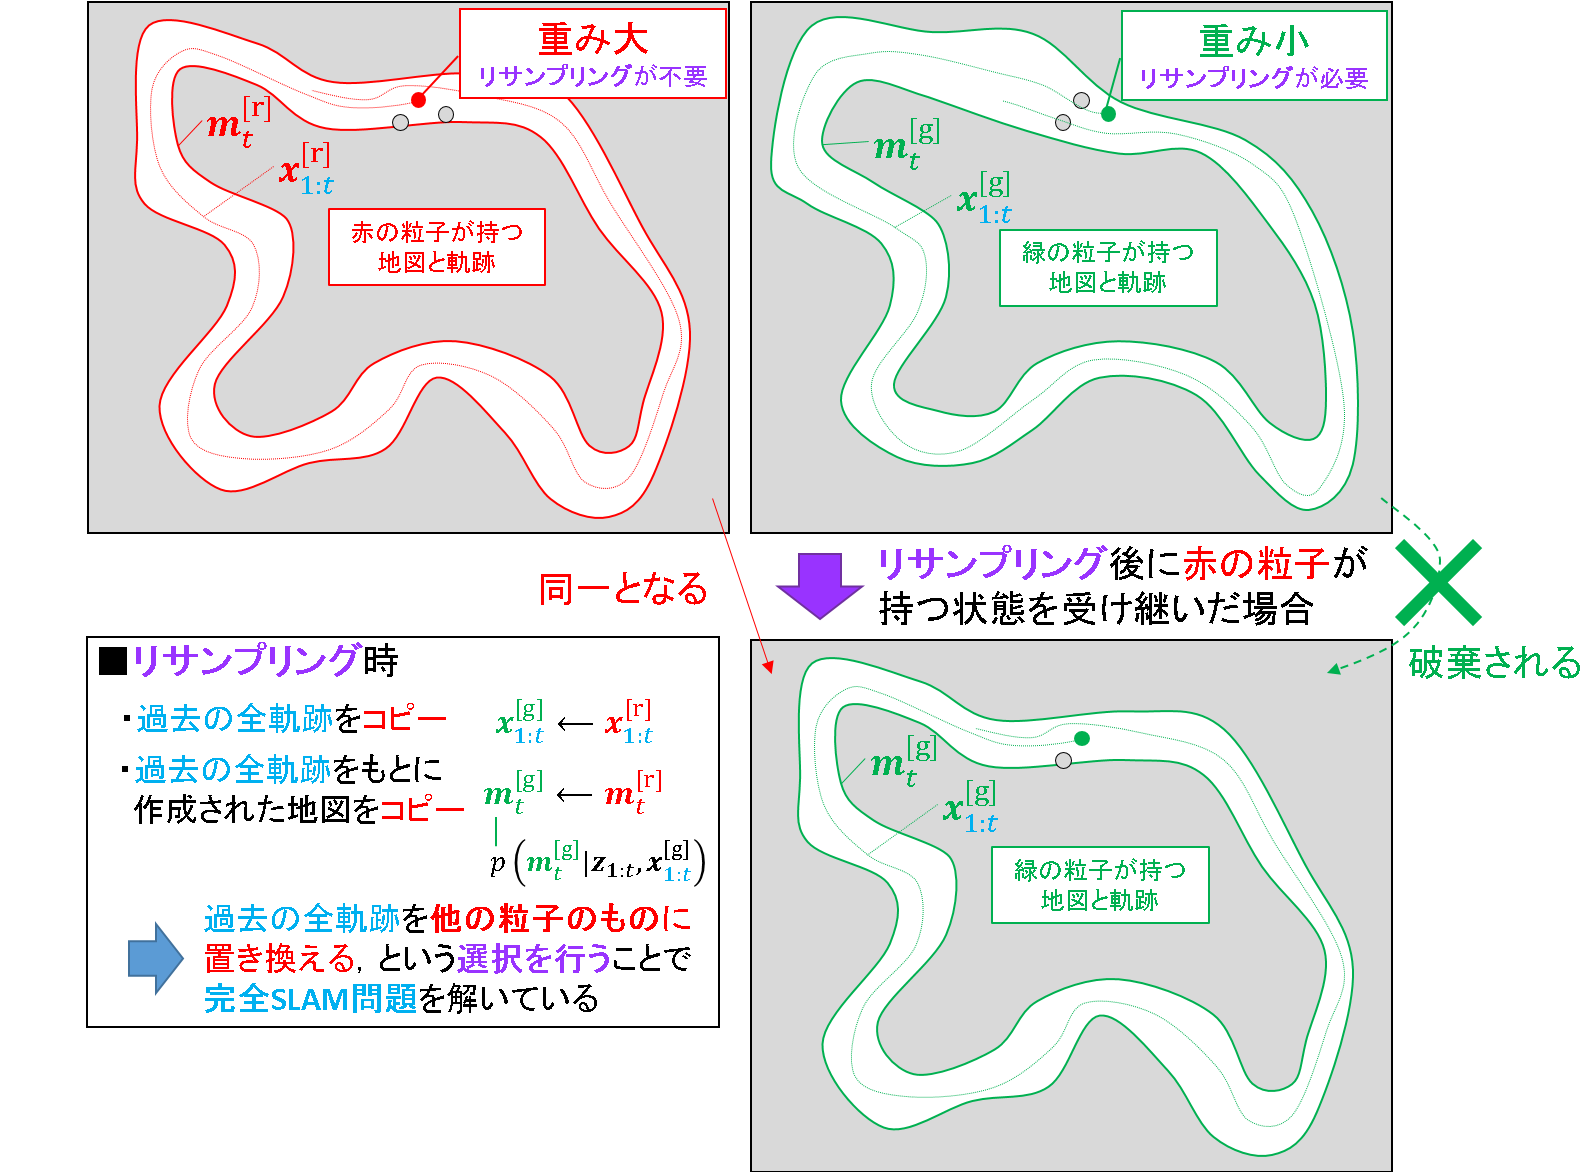 重み大
リサンプリングが不要
m_t^[r]
x_{1:t}^[r]
赤の粒子が持つ
地図と軌跡
重み小
リサンプリングが必要
m_t^[g]
x_{1:t}^[g]
緑の粒子が持つ
地図と軌跡
同一となる
リサンプリング後に赤の粒子が
持つ状態を受け継いだ場合
破棄される
■リサンプリング時
・過去の全軌跡をコピー x_{1:t}^[g] ← x_{1:t}^[r]
・過去の全軌跡をもとに
作成された地図をコピー m_t^[g] ← m_t^[r]
p(m_t^[g]|z_{1:t}, x_{1:t}^[g])
過去の全軌跡を他の粒子のものに
置き換える，という選択を行うことで
完全SLAM問題を解いている
m_t^[g]
x_{1:t}^[g]
緑の粒子が持つ
地図と軌跡